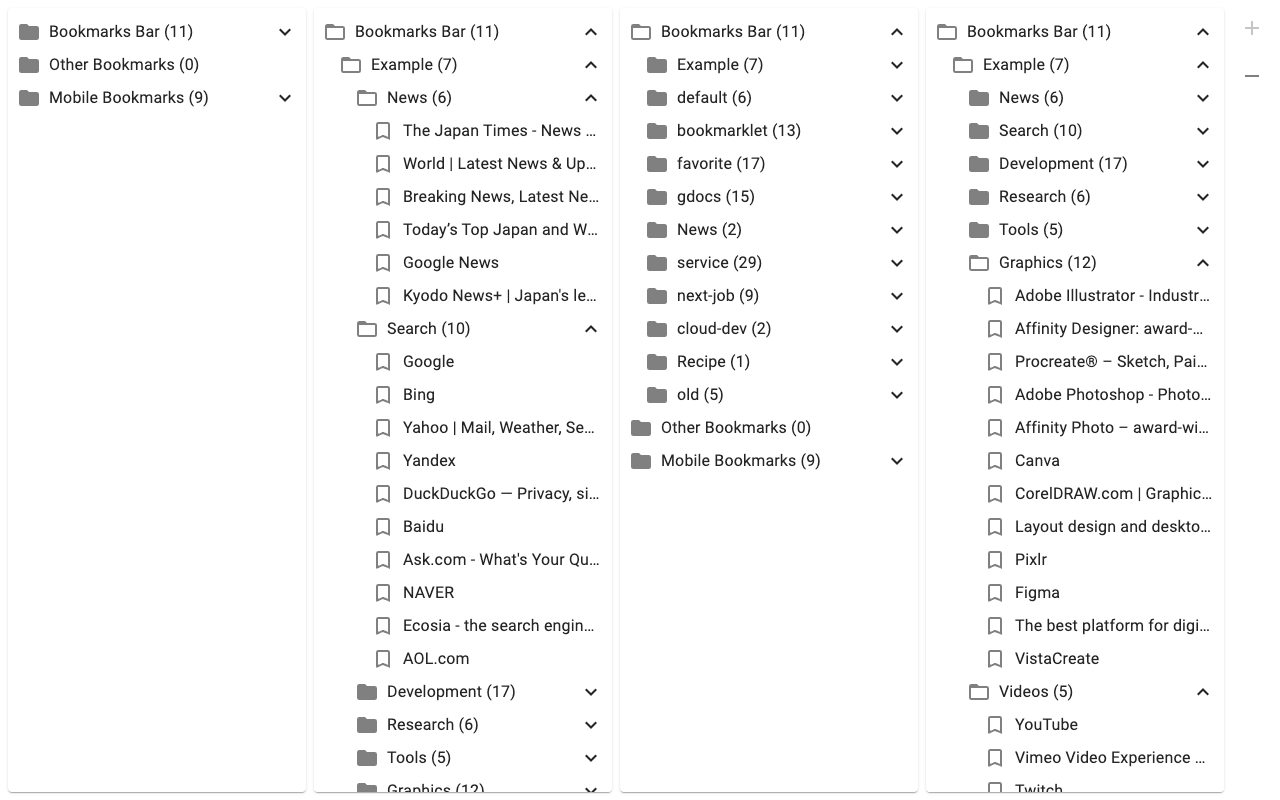 Bookmarks Bar (11)
Other Bookmarks (0)
Mobile Bookmarks (9)
Bookmarks Bar (11)
Example (7)
News (6)
The Japan Times - News ...
World | Latest News & Up...
Breaking News, Latest Ne...
Today’s Top Japan and W...
Google News
Kyodo News+ | Japan's le...
Search (10)
Google
Bing
Yahoo | Mail, Weather, Se...
Yandex
DuckDuckGo — Privacy, si...
Baidu
Ask.com - What's Your Qu...
NAVER
Ecosia - the search engin...
AOL.com
Development (17)
Research (6)
Tools (5)
Graphics (12)
Bookmarks Bar (11)
Example (7)
default (6)
bookmarklet (13)
favorite (17)
gdocs (15)
News (2)
service (29)
next-job (9)
cloud-dev (2)
Recipe (1)
old (5)
Other Bookmarks (0)
Mobile Bookmarks (9)
Bookmarks Bar (11)
Example (7)
News (6)
Search (10)
Development (17)
Research (6)
Tools (5)
Graphics (12)
Adobe Illustrator - Industr...
Affinity Designer: award-...
Procreate® – Sketch, Pai...
Adobe Photoshop - Photo...
Affinity Photo – award-wi...
Canva
CorelDRAW.com | Graphic...
Layout design and deskto...
Pixlr
Figma
The best platform for digi...
VistaCreate
Videos (5)
YouTube
Vimeo Video Experience ...
Twitch